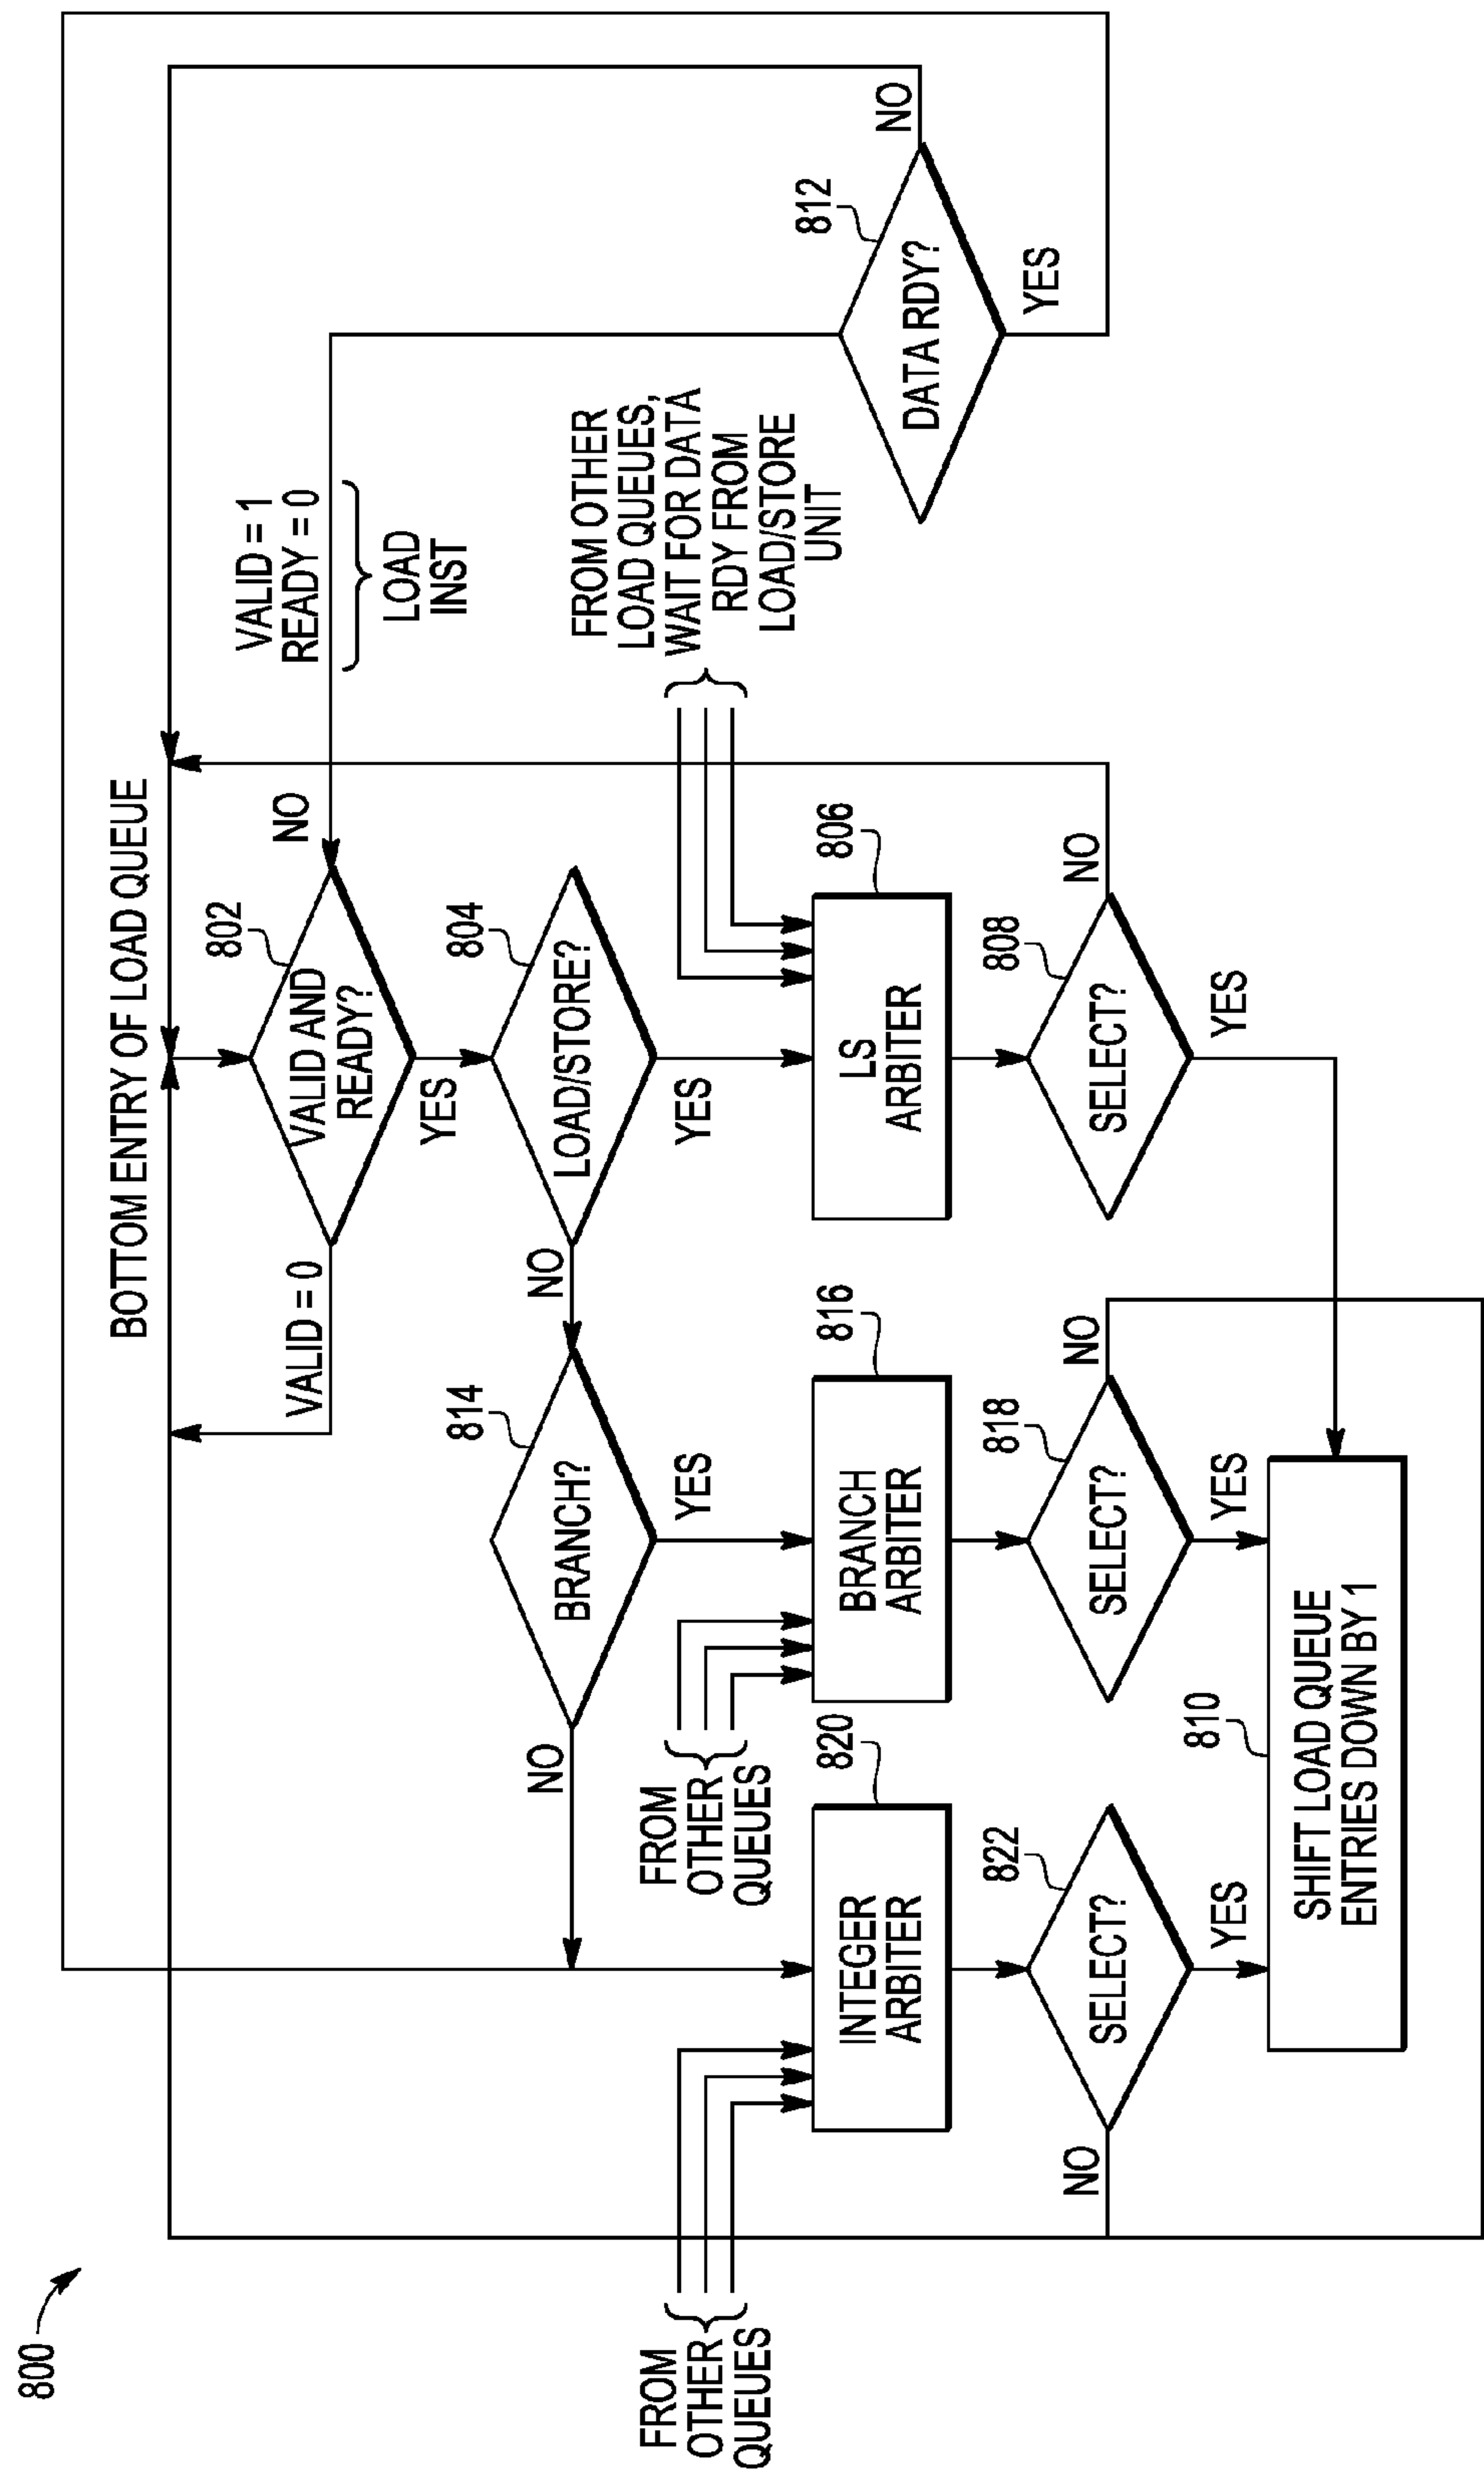 800
BOTTOM ENTRY OF LOAD QUEUE
VALID = 0
802
VALID AND
READY?
NO
VALID = 1
READY = 0
LOAD
INST
YES
804
LOAD/STORE?
NO
YES
814
BRANCH?
NO
YES
FROM
OTHER
QUEUES
FROM
OTHER
QUEUES
FROM OTHER
LOAD QUEUES,
WAIT FOR DATA
RDY FROM
LOAD/STORE
UNIT
812
DATA RDY?
NO
YES
820
INTEGER
ARBITER
816
BRANCH
ARBITER
806
LS
ARBITER
822
SELECT?
NO
YES
818
SELECT?
NO
YES
808
SELECT?
NO
YES
810
SHIFT LOAD QUEUE
ENTRIES DOWN BY 1